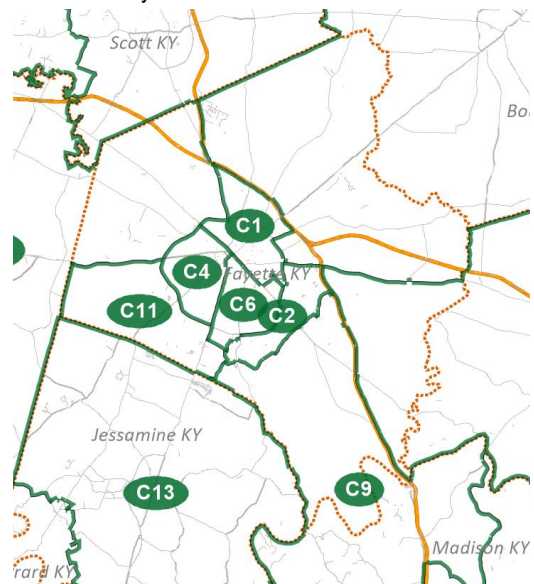 Scott KY
Bo
C1
C4
Fayette KY
C6
C2
C11
Jessamine KY
C13
C9
Madison KY
rard KY